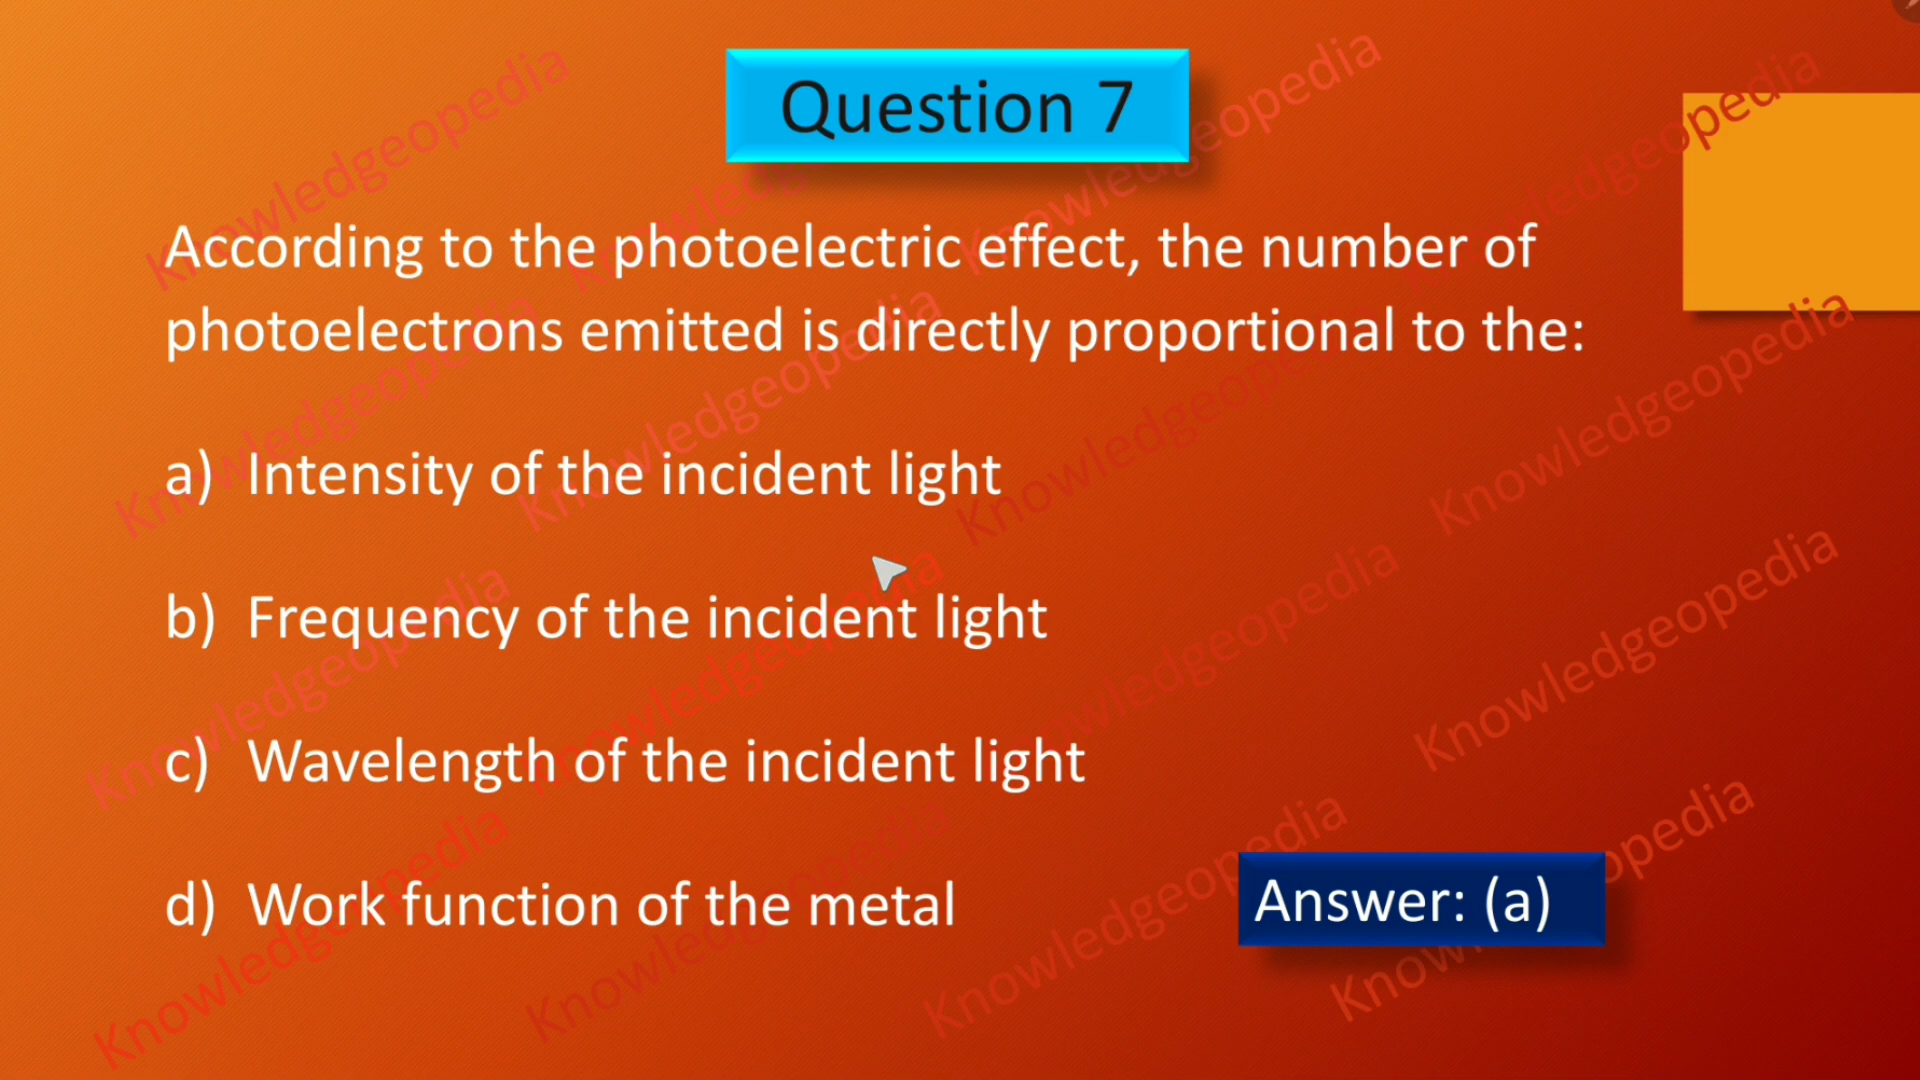 Question 7
According to the photoelectric effect, the number of
photoelectrons emitted is directly proportional to the:
a) Intensity of the incident light
b) Frequency of the incident light
c) Wavelength of the incident light
d) Work function of the metal
Answer: (a)
Knowledgeopedia